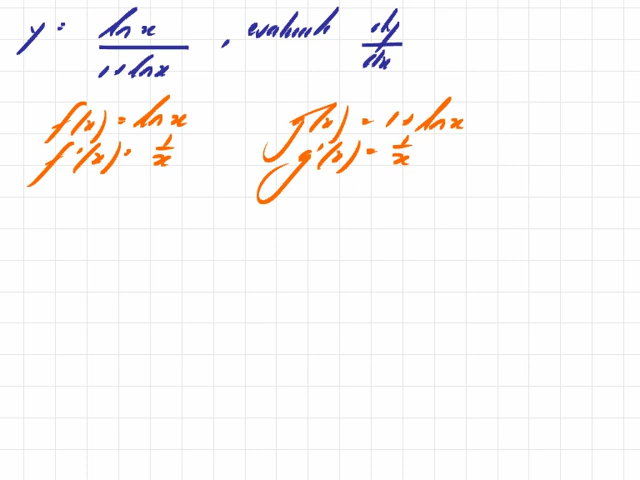 y = ln x / 1 + ln x , evaluate dy/dx
f(x) = ln x g(x) = 1 + ln x
f'(x) = 1/x g'(x) = 1/x